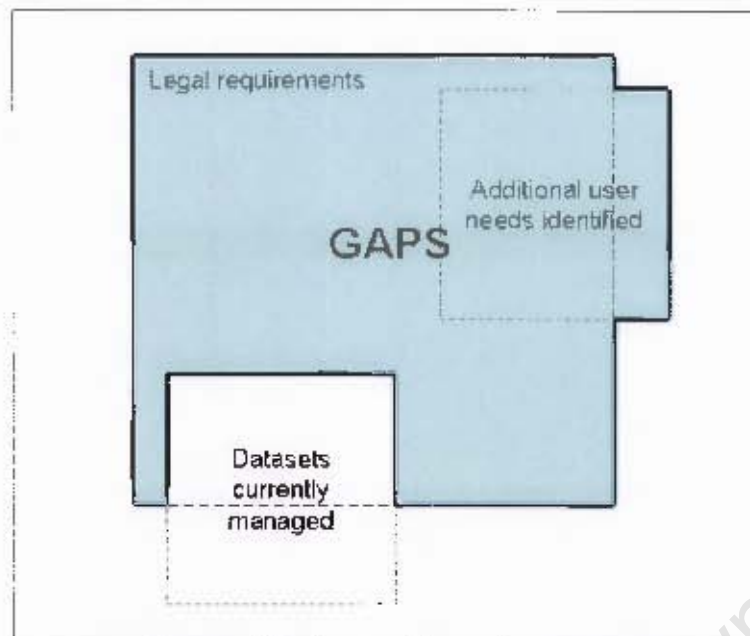 Legal requirements
Additional user
needs identified
GAPS
Datasets
currently
managed